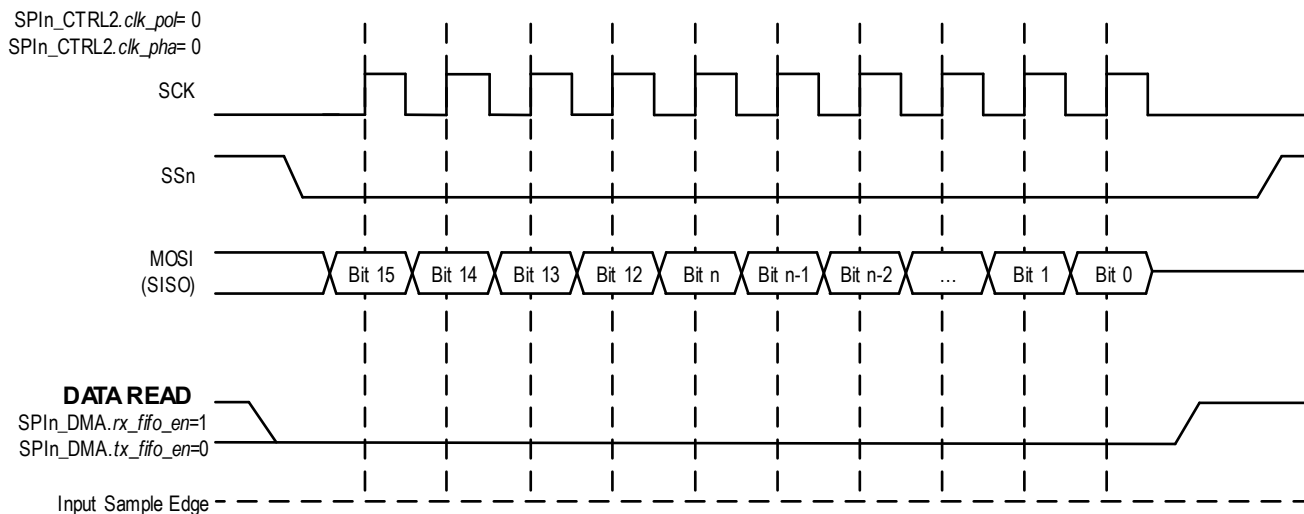 SPIn_CTRL2.clk_pol= 0
SPIn_CTRL2.clk_pha= 0
SCK
SSn
MOSI
(SISO)
Bit 15 Bit 14 Bit 13 Bit 12 Bit n Bit n-1 Bit n-2 ... Bit 1 Bit 0
DATA READ
SPIn_DMA.rx_fifo_en=1
SPIn_DMA.tx_fifo_en=0
Input Sample Edge